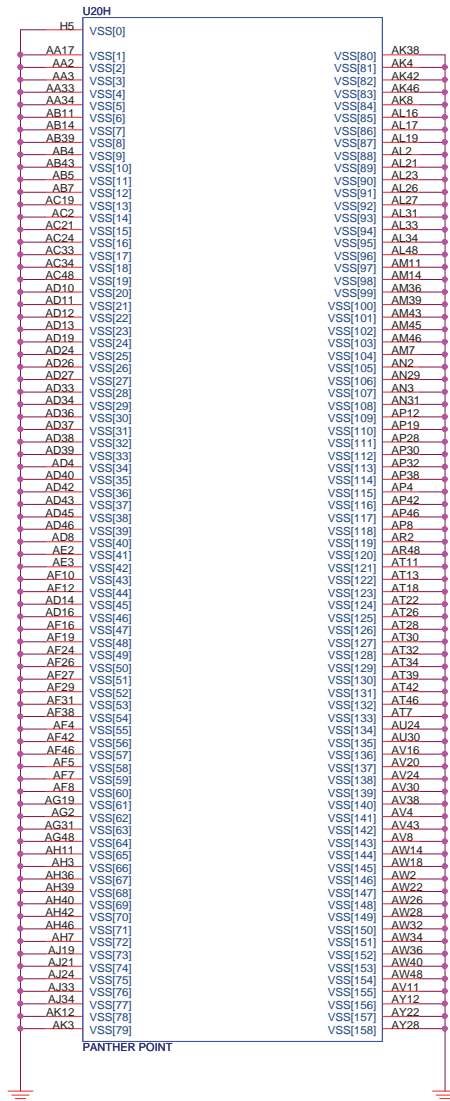 U20H
H5 VSS[0]
AA17 VSS[1] VSS[80] AK38
AA2 VSS[2] VSS[81] AK4
AA3 VSS[3] VSS[82] AK42
AA33 VSS[4] VSS[83] AK46
AA34 VSS[5] VSS[84] AK8
AB11 VSS[6] VSS[85] AL16
AB14 VSS[7] VSS[86] AL17
AB39 VSS[8] VSS[87] AL19
AB4 VSS[9] VSS[88] AL2
AB43 VSS[10] VSS[89] AL21
AB5 VSS[11] VSS[90] AL23
AB7 VSS[12] VSS[91] AL26
AC19 VSS[13] VSS[92] AL27
AC2 VSS[14] VSS[93] AL31
AC21 VSS[15] VSS[94] AL33
AC24 VSS[16] VSS[95] AL34
AC33 VSS[17] VSS[96] AL48
AC34 VSS[18] VSS[97] AM11
AC48 VSS[19] VSS[98] AM14
AD10 VSS[20] VSS[99] AM36
AD11 VSS[21] VSS[100] AM39
AD12 VSS[22] VSS[101] AM43
AD13 VSS[23] VSS[102] AM45
AD19 VSS[24] VSS[103] AM46
AD24 VSS[25] VSS[104] AM7
AD26 VSS[26] VSS[105] AN2
AD27 VSS[27] VSS[106] AN29
AD33 VSS[28] VSS[107] AN3
AD34 VSS[29] VSS[108] AN31
AD36 VSS[30] VSS[109] AP12
AD37 VSS[31] VSS[110] AP19
AD38 VSS[32] VSS[111] AP28
AD39 VSS[33] VSS[112] AP30
AD4 VSS[34] VSS[113] AP32
AD40 VSS[35] VSS[114] AP38
AD42 VSS[36] VSS[115] AP4
AD43 VSS[37] VSS[116] AP42
AD45 VSS[38] VSS[117] AP46
AD46 VSS[39] VSS[118] AP8
AD8 VSS[40] VSS[119] AR2
AE2 VSS[41] VSS[120] AR48
AE3 VSS[42] VSS[121] AT11
AF10 VSS[43] VSS[122] AT13
AF12 VSS[44] VSS[123] AT18
AD14 VSS[45] VSS[124] AT22
AD16 VSS[46] VSS[125] AT26
AF16 VSS[47] VSS[126] AT28
AF19 VSS[48] VSS[127] AT30
AF24 VSS[49] VSS[128] AT32
AF26 VSS[50] VSS[129] AT34
AF27 VSS[51] VSS[130] AT39
AF29 VSS[52] VSS[131] AT42
AF31 VSS[53] VSS[132] AT46
AF38 VSS[54] VSS[133] AT7
AF4 VSS[55] VSS[134] AU24
AF42 VSS[56] VSS[135] AU30
AF46 VSS[57] VSS[136] AV16
AF5 VSS[58] VSS[137] AV20
AF7 VSS[59] VSS[138] AV24
AF8 VSS[60] VSS[139] AV30
AG19 VSS[61] VSS[140] AV38
AG2 VSS[62] VSS[141] AV4
AG31 VSS[63] VSS[142] AV43
AG48 VSS[64] VSS[143] AV8
AH11 VSS[65] VSS[144] AW14
AH3 VSS[66] VSS[145] AW18
AH36 VSS[67] VSS[146] AW2
AH39 VSS[68] VSS[147] AW22
AH40 VSS[69] VSS[148] AW26
AH42 VSS[70] VSS[149] AW28
AH46 VSS[71] VSS[150] AW32
AH7 VSS[72] VSS[151] AW34
AJ19 VSS[73] VSS[152] AW36
AJ21 VSS[74] VSS[153] AW40
AJ24 VSS[75] VSS[154] AW48
AJ33 VSS[76] VSS[155] AV11
AJ34 VSS[77] VSS[156] AY12
AK12 VSS[78] VSS[157] AY22
AK3 VSS[79] VSS[158] AY28
PANTHER POINT